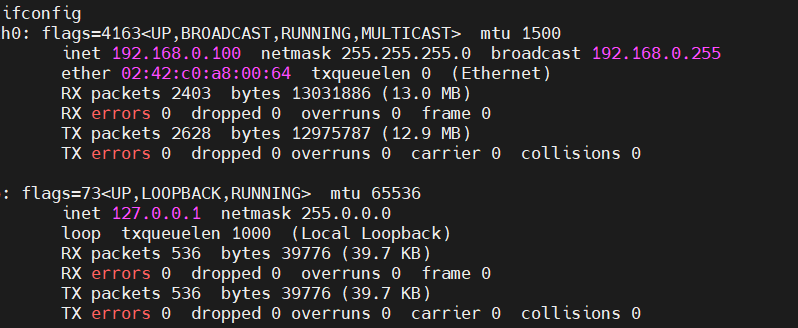 ifconfig
h0: flags=4163<UP,BROADCAST,RUNNING,MULTICAST>  mtu 1500
inet 192.168.0.100  netmask 255.255.255.0  broadcast 192.168.0.255
ether 02:42:c0:a8:00:64  txqueuelen 0  (Ethernet)
RX packets 2403  bytes 13031886 (13.0 MB)
RX errors 0  dropped 0  overruns 0  frame 0
TX packets 2628  bytes 12975787 (12.9 MB)
TX errors 0  dropped 0 overruns 0  carrier 0  collisions 0
: flags=73<UP,LOOPBACK,RUNNING>  mtu 65536
inet 127.0.0.1  netmask 255.0.0.0
loop  txqueuelen 1000  (Local Loopback)
RX packets 536  bytes 39776 (39.7 KB)
RX errors 0  dropped 0  overruns 0  frame 0
TX packets 536  bytes 39776 (39.7 KB)
TX errors 0  dropped 0 overruns 0  carrier 0  collisions 0